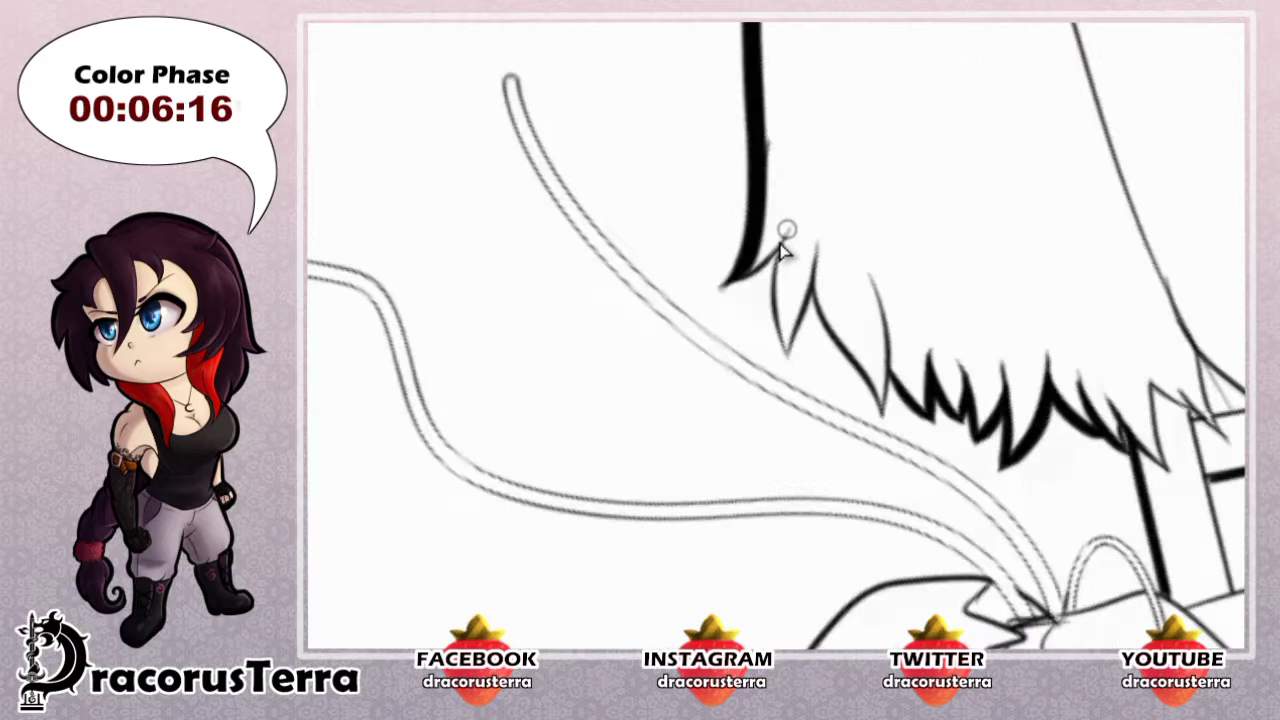 Color Phase
00:06:16
DracorusTerra
FACEBOOK
dracorusterra
INSTAGRAM
dracorusterra
TWITTER
dracorusterra
YOUTUBE
dracorusterra